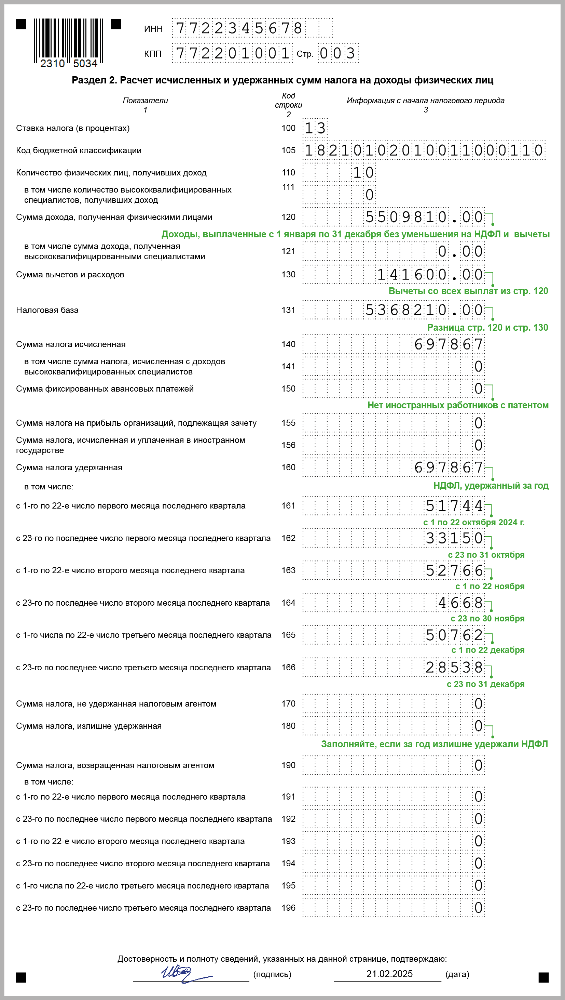 ИНН 7722345678
2310 5034
КПП 772201001 Стр. 003
Раздел 2. Расчет исчисленных и удержанных сумм налога на доходы физических лиц
Показатели
1
Код
строки
2
Информация с начала налогового периода
3
Ставка налога (в процентах) 100 13
Код бюджетной классификации 105 18210102010011000110
Количество физических лиц, получивших доход 110 10
в том числе количество высококвалифицированных
специалистов, получивших доход 111 0
Сумма дохода, полученная физическими лицами 120 5509810.00
Доходы, выплаченные с 1 января по 31 декабря без уменьшения на НДФЛ и вычеты
в том числе сумма дохода, полученная
высококвалифицированными специалистами 121 0.00
Сумма вычетов и расходов 130 141600.00
Вычеты со всех выплат из стр. 120
Налоговая база 131 5368210.00
Разница стр. 120 и стр. 130
Сумма налога исчисленная 140 697867
в том числе сумма налога, исчисленная с доходов
высококвалифицированных специалистов 141 0
Сумма фиксированных авансовых платежей 150 0
Нет иностранных работников с патентом
Сумма налога на прибыль организаций, подлежащая зачету 155 0
Сумма налога, исчисленная и уплаченная в иностранном
государстве 156 0
Сумма налога удержанная 160 697867
НДФЛ, удержанный за год
в том числе:
с 1-го по 22-е число первого месяца последнего квартала 161 51744
с 1 по 22 октября 2024 г.
с 23-го по последнее число первого месяца последнего квартала 162 33150
с 23 по 31 октября
с 1-го по 22-е число второго месяца последнего квартала 163 52766
с 1 по 22 ноября
с 23-го по последнее число второго месяца последнего квартала 164 4668
с 23 по 30 ноября
с 1-го числа по 22-е число третьего месяца последнего квартала 165 50762
с 1 по 22 декабря
с 23-го по последнее число третьего месяца последнего квартала 166 28538
с 23 по 31 декабря
Сумма налога, не удержанная налоговым агентом 170 0
Сумма налога, излишне удержанная 180 0
Заполняйте, если за год излишне удержали НДФЛ
Сумма налога, возвращенная налоговым агентом 190 0
в том числе:
с 1-го по 22-е число первого месяца последнего квартала 191 0
с 23-го по последнее число первого месяца последнего квартала 192 0
с 1-го по 22-е число второго месяца последнего квартала 193 0
с 23-го по последнее число второго месяца последнего квартала 194 0
с 1-го числа по 22-е число третьего месяца последнего квартала 195 0
с 23-го по последнее число третьего месяца последнего квартала 196 0
Достоверность и полноту сведений, указанных на данной странице, подтверждаю:
(подпись) 21.02.2025 (дата)